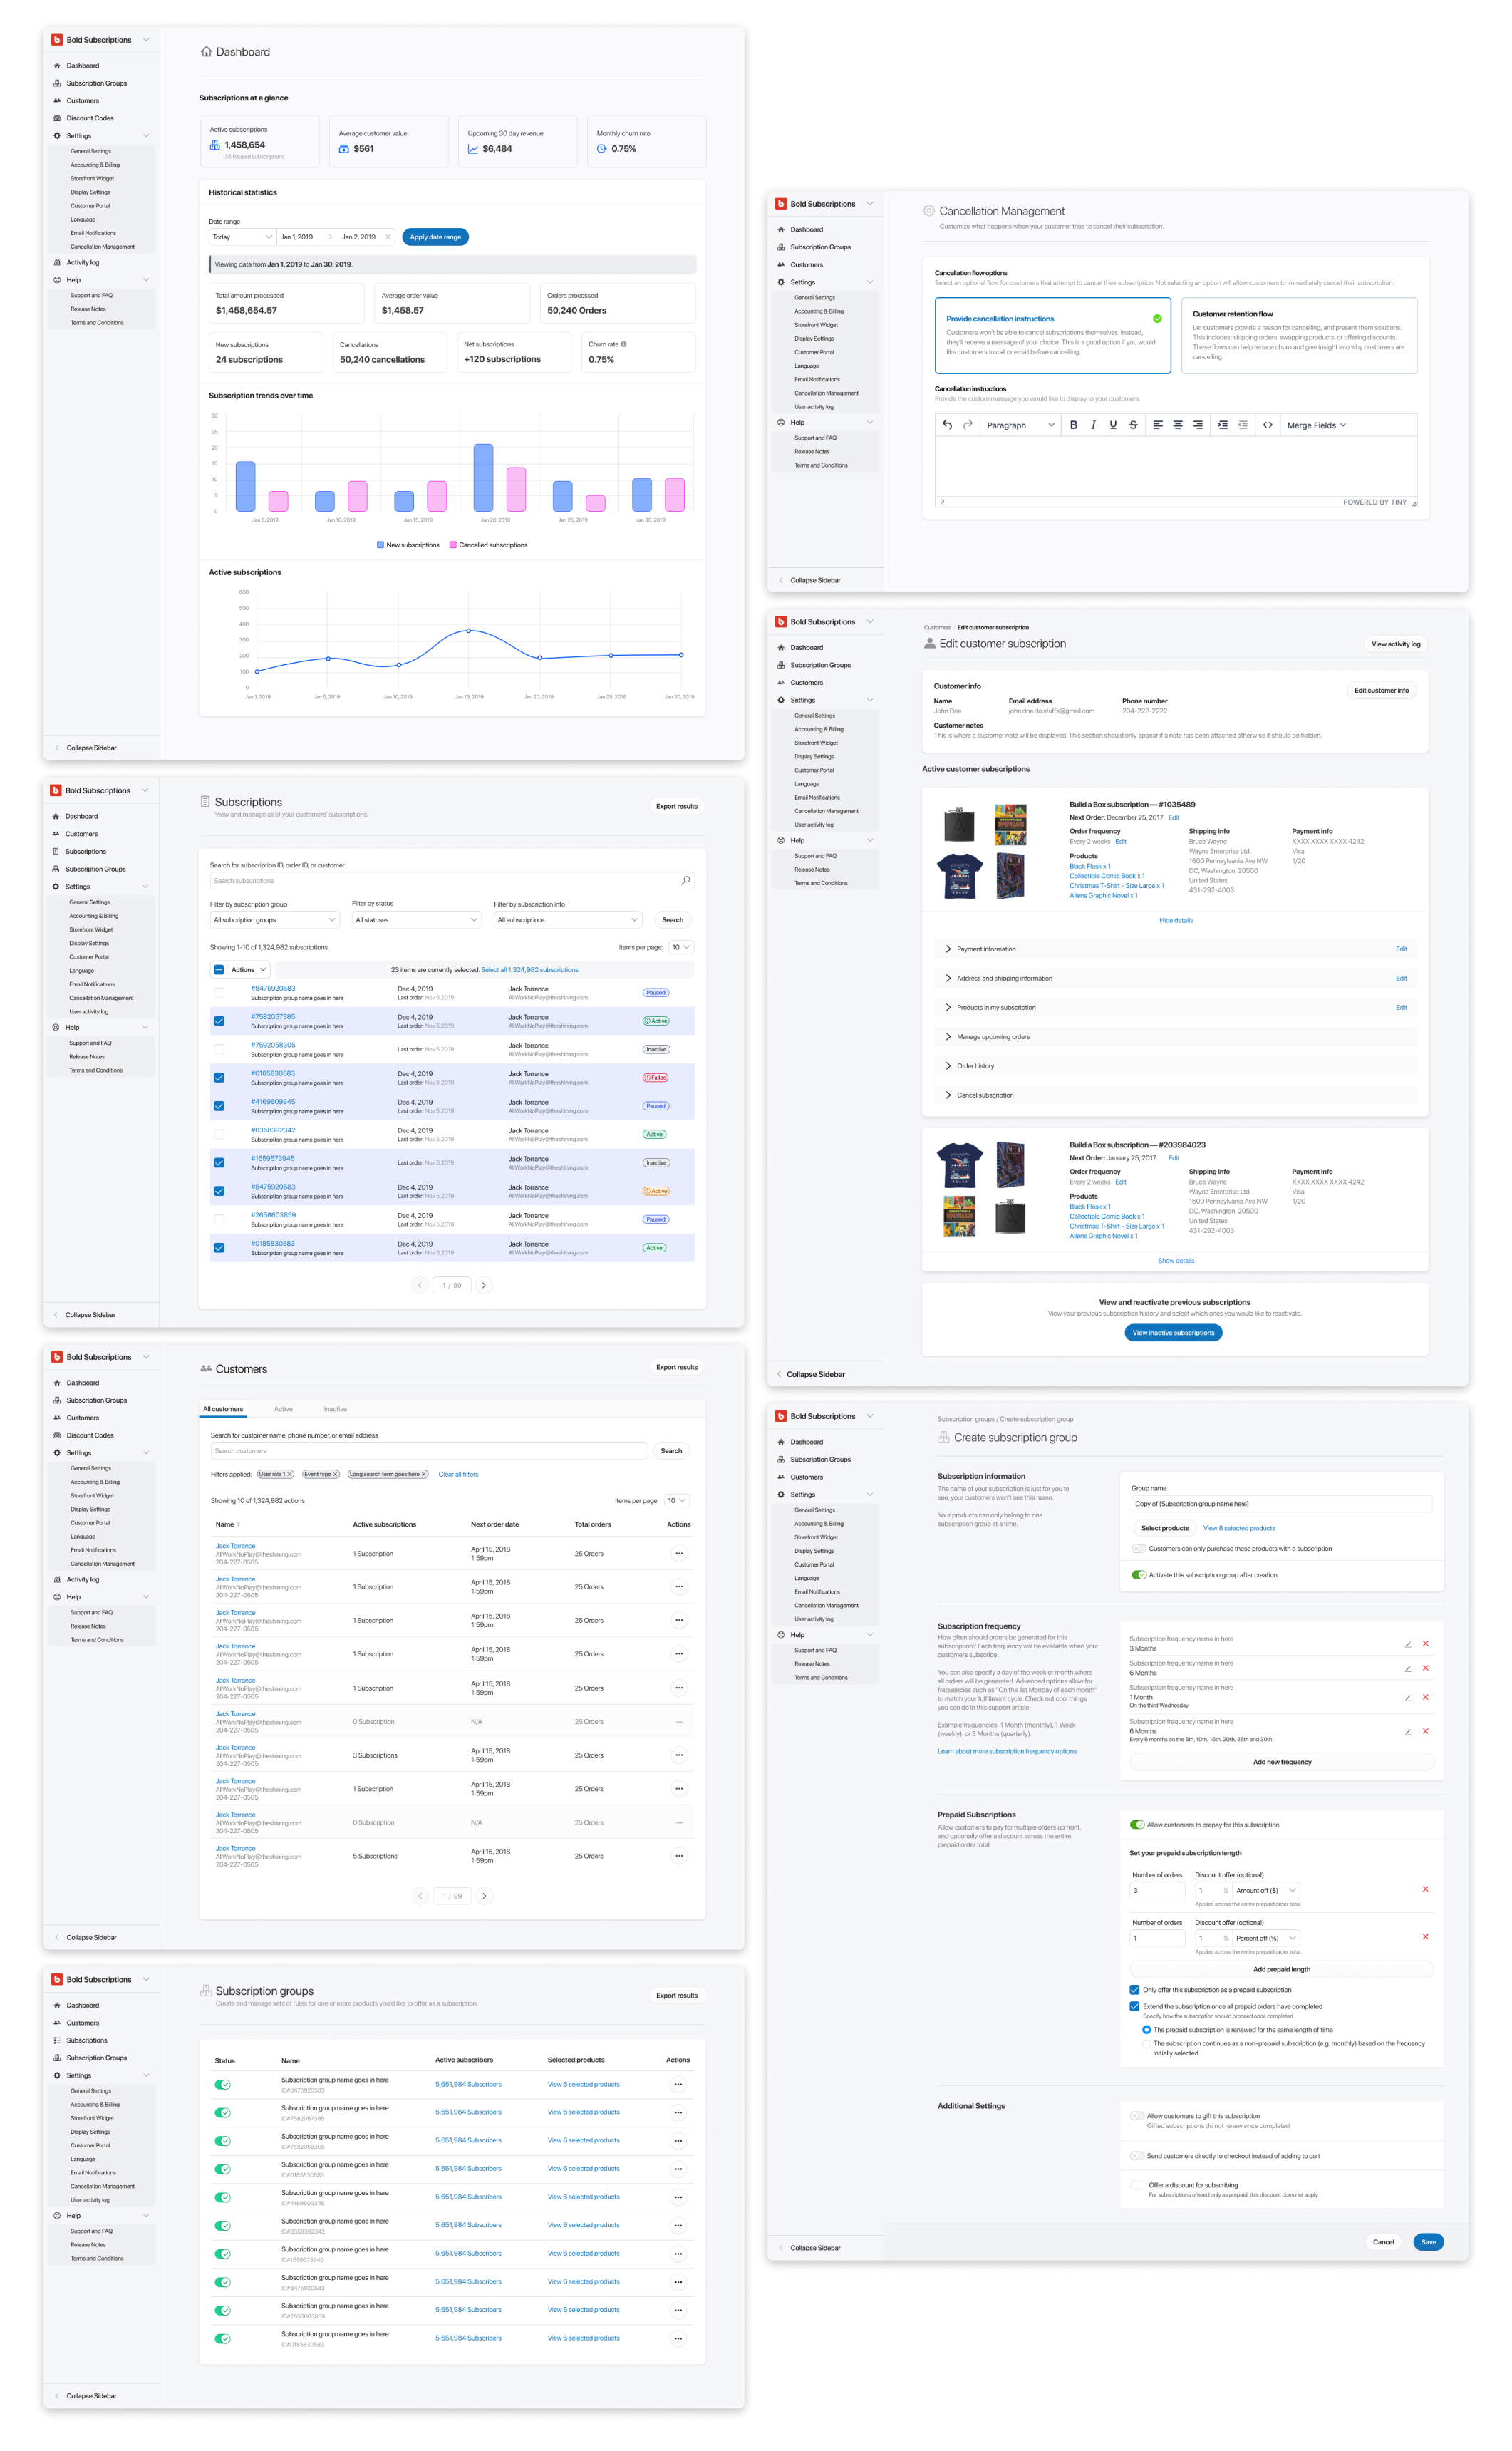 Bold Subscriptions
Dashboard
Subscription Groups
Customers
Discount Codes
Settings
General Settings
Accounting & Billing
Storefront Widget
Display Settings
Customer Portal
Language
Email Notifications
Cancellation Management
Activity log
Help
Support and FAQ
Release Notes
Terms and Conditions
Collapse Sidebar
Dashboard
Subscriptions at a glance
Active subscriptions
1,458,654
35 Paused subscriptions
Average customer value
$561
Upcoming 30 day revenue
$6,484
Monthly churn rate
0.75%
Historical statistics
Date range
Today Jan 1, 2019 → Jan 2, 2019 Apply date range
Viewing data from Jan 1, 2019 to Jan 30, 2019.
Total amount processed
$1,458,654.57
Average order value
$1,458.57
Orders processed
50,240 Orders
New subscriptions
24 subscriptions
Cancellations
50,240 cancellations
Net subscriptions
+120 subscriptions
Churn rate
0.75%
Subscription trends over time
30
25
20
15
10
5
0
Jan 5, 2019 Jan 10, 2019 Jan 15, 2019 Jan 20, 2019 Jan 25, 2019 Jan 30, 2019
New subscriptions Cancelled subscriptions
Active subscriptions
600
500
400
300
200
100
0
Jan 1, 2019 Jan 5, 2019 Jan 10, 2019 Jan 15, 2019 Jan 20, 2019 Jan 25, 2019 Jan 30, 2019
Bold Subscriptions
Dashboard
Customers
Subscriptions
Subscription Groups
Settings
General Settings
Accounting & Billing
Storefront Widget
Display Settings
Customer Portal
Language
Email Notifications
Cancellation Management
User activity log
Help
Support and FAQ
Release Notes
Terms and Conditions
Collapse Sidebar
Subscriptions
View and manage all of your customers' subscriptions.
Export results
Search for subscription ID, order ID, or customer
Search subscriptions
Filter by subscription group Filter by status Filter by subscription info
All subcription groups All statuses All subscriptions Search
Showing 1-10 of 1,324,982 subscriptions Items per page: 10
Actions 23 items are currently selected. Select all 1,324,982 subscriptions
#8475920583 Dec 4, 2019 Jack Torrance Paused
Subscription group name goes in here Last order: Nov 5, 2019 AllWorkNoPlay@theshining.com
#7582057385 Dec 4, 2019 Jack Torrance Active
Subscription group name goes in here Last order: Nov 5, 2019 AllWorkNoPlay@theshining.com
#7592058305 Last order: Nov 5, 2019 Jack Torrance Inactive
Subscription group name goes in here AllWorkNoPlay@theshining.com
#0185830583 Dec 4, 2019 Jack Torrance Failed
Subscription group name goes in here Last order: Nov 5, 2019 AllWorkNoPlay@theshining.com
#4169609345 Dec 4, 2019 Jack Torrance Paused
Subscription group name goes in here Last order: Nov 5, 2019 AllWorkNoPlay@theshining.com
#8358392342 Dec 4, 2019 Jack Torrance Active
Subscription group name goes in here Last order: Nov 5, 2019 AllWorkNoPlay@theshining.com
#1659573945 Last order: Nov 5, 2019 Jack Torrance Inactive
Subscription group name goes in here AllWorkNoPlay@theshining.com
#8475920583 Dec 4, 2019 Jack Torrance Active
Subscription group name goes in here Last order: Nov 5, 2019 AllWorkNoPlay@theshining.com
#2658603859 Dec 4, 2019 Jack Torrance Paused
Subscription group name goes in here Last order: Nov 5, 2019 AllWorkNoPlay@theshining.com
#0185830583 Dec 4, 2019 Jack Torrance Active
Subscription group name goes in here Last order: Nov 5, 2019 AllWorkNoPlay@theshining.com
1 / 99
Bold Subscriptions
Dashboard
Subscription Groups
Customers
Discount Codes
Settings
General Settings
Accounting & Billing
Storefront Widget
Display Settings
Customer Portal
Language
Email Notifications
Cancellation Management
Activity log
Help
Support and FAQ
Release Notes
Terms and Conditions
Collapse Sidebar
Customers
Export results
All customers Active Inactive
Search for customer name, phone number, or email address
Search customers Search
Filters applied: User role 1 × Event type × Long search term goes here × Clear all filters
Showing 10 of 1,324,982 actions Items per page: 10
Name Active subscriptions Next order date Total orders Actions
Jack Torrance
AllWorkNoPlay@theshining.com 1 Subscription April 15, 2018 25 Orders
204-227-0505 1:59pm
Jack Torrance
AllWorkNoPlay@theshining.com 1 Subscription April 15, 2018 25 Orders
204-227-0505 1:59pm
Jack Torrance
AllWorkNoPlay@theshining.com 1 Subscription April 15, 2018 25 Orders
204-227-0505 1:59pm
Jack Torrance
AllWorkNoPlay@theshining.com 1 Subscription April 15, 2018 25 Orders
204-227-0505 1:59pm
Jack Torrance
AllWorkNoPlay@theshining.com 1 Subscription April 15, 2018 25 Orders
204-227-0505 1:59pm
Jack Torrance
AllWorkNoPlay@theshining.com 0 Subscription N/A 25 Orders —
204-227-0505
Jack Torrance
AllWorkNoPlay@theshining.com 3 Subscriptions April 15, 2018 25 Orders
204-227-0505 1:59pm
Jack Torrance
AllWorkNoPlay@theshining.com 1 Subscription April 15, 2018 25 Orders
204-227-0505 1:59pm
Jack Torrance
AllWorkNoPlay@theshining.com 0 Subscription N/A 25 Orders —
204-227-0505
Jack Torrance
AllWorkNoPlay@theshining.com 5 Subscriptions April 15, 2018 25 Orders
204-227-0505 1:59pm
1 / 99
Bold Subscriptions
Dashboard
Customers
Subscriptions
Subscription Groups
Settings
General Settings
Accounting & Billing
Storefront Widget
Display Settings
Customer Portal
Language
Email Notifications
Cancellation Management
User activity log
Help
Support and FAQ
Release Notes
Terms and Conditions
Collapse Sidebar
Subscription groups
Create and manage sets of rules for one or more products you'd like to offer as a subscription.
Export results
Status Name Active subscribers Selected products Actions
Subscription group name goes in here 5,651,984 Subscribers View 6 selected products
ID#8475920583
Subscription group name goes in here 5,651,984 Subscribers View 6 selected products
ID#7582057385
Subscription group name goes in here 5,651,984 Subscribers View 6 selected products
ID#7592058305
Subscription group name goes in here 5,651,984 Subscribers View 6 selected products
ID#0185830583
Subscription group name goes in here 5,651,984 Subscribers View 6 selected products
ID#4169609345
Subscription group name goes in here 5,651,984 Subscribers View 6 selected products
ID#8358392342
Subscription group name goes in here 5,651,984 Subscribers View 6 selected products
ID#1659573945
Subscription group name goes in here 5,651,984 Subscribers View 6 selected products
ID#8475920583
Subscription group name goes in here 5,651,984 Subscribers View 6 selected products
ID#2658603859
Subscription group name goes in here 5,651,984 Subscribers View 6 selected products
ID#0185830583
Bold Subscriptions
Dashboard
Subscription Groups
Customers
Settings
General Settings
Accounting & Billing
Storefront Widget
Display Settings
Customer Portal
Language
Email Notifications
Cancellation Management
User activity log
Help
Support and FAQ
Release Notes
Terms and Conditions
Collapse Sidebar
Cancellation Management
Customize what happens when your customer tries to cancel their subscription.
Cancellation flow options
Select an optional flow for customers that attempt to cancel their subscription. Not selecting an option will allow customers to immediately cancel their subscription.
Provide cancellation instructions
Customers won't be able to cancel subscriptions themselves. Instead,
they'll receive a message of your choice. This is a good option if you would
like customers to call or email before cancelling.
Customer retention flow
Let customers provide a reason for cancelling, and present them solutions.
This includes: skipping orders, swapping products, or offering discounts.
These flows can help reduce churn and give insight into why customers are
cancelling.
Cancellation instructions
Provide the custom message you would like to display to your customers.
Paragraph B I U S Merge Fields
P POWERED BY TINY
Bold Subscriptions
Dashboard
Subscription Groups
Customers
Settings
General Settings
Accounting & Billing
Storefront Widget
Display Settings
Customer Portal
Language
Email Notifications
Cancellation Management
User activity log
Help
Support and FAQ
Release Notes
Terms and Conditions
Collapse Sidebar
Customers / Edit customer subscription
Edit customer subscription
View activity log
Customer info
Edit customer info
Name Email address Phone number
John Doe john.doe.do.stuffs@gmail.com 204-222-2222
Customer notes
This is where a customer note will be displayed. This section should only appear if a note has been attached otherwise it should be hidden.
Active customer subscriptions
Build a Box subscription — #1035489
Next Order: December 25, 2017 Edit
Order frequency
Every 2 weeks Edit
Products
Black Flask x 1
Collectible Comic Book x 1
Christmas T-Shirt - Size Large x 1
Aliens Graphic Novel x 1
Shipping info
Bruce Wayne
Wayne Enterprise Ltd.
1600 Pennsylvania Ave NW
DC, Washington, 20500
United States
431-292-4003
Payment info
XXXX XXXX XXXX 4242
Visa
1/20
Hide details
Payment information Edit
Address and shipping information Edit
Products in my subscription Edit
Manage upcoming orders
Order history
Cancel subscription
Build a Box subscription — #203984023
Next Order: January 25, 2017 Edit
Order frequency
Every 2 weeks Edit
Products
Black Flask x 1
Collectible Comic Book x 1
Christmas T-Shirt - Size Large x 1
Aliens Graphic Novel x 1
Shipping info
Bruce Wayne
Wayne Enterprise Ltd.
1600 Pennsylvania Ave NW
DC, Washington, 20500
United States
431-292-4003
Payment info
XXXX XXXX XXXX 4242
Visa
1/20
Show details
View and reactivate previous subscriptions
View your previous subscription history and select which ones you would like to reactivate.
View inactive subscriptions
Bold Subscriptions
Dashboard
Subscription Groups
Customers
Settings
General Settings
Accounting & Billing
Storefront Widget
Display Settings
Customer Portal
Language
Email Notifications
Cancellation Management
User activity log
Help
Support and FAQ
Release Notes
Terms and Conditions
Collapse Sidebar
Subscription groups / Create subscription group
Create subscription group
Subscription information
The name of your subscription is just for you to
see, your customers won't see this name.
Your products can only belong to one
subscription group at a time.
Group name
Copy of [Subscription group name here]
Select products View 8 selected products
Customers can only purchase these products with a subscription
Activate this subscription group after creation
Subscription frequency
How often should orders be generated for this
subscription? Each frequency will be available when your
customers subscribe.
You can also specify a day of the week or month where
all orders will be generated. Advanced options allow for
frequencies such as "On the 1st Monday of each month"
to match your fulfillment cycle. Check out cool things
you can do in this support article.
Example frequencies: 1 Month (monthly), 1 Week
(weekly), or 3 Months (quarterly).
Learn about more subscription frequency options
Subscription frequency name in here
3 Months
Subscription frequency name in here
6 Months
Subscription frequency name in here
1 Month
On the third Wednesday
Subscription frequency name in here
6 Months
Every 6 months on the 5th, 10th, 15th, 20th, 25th and 30th.
Add new frequency
Prepaid Subscriptions
Allow customers to pay for multiple orders up front,
and optionally offer a discount across the entire
prepaid order total.
Allow customers to prepay for this subscription
Set your prepaid subscription length
Number of orders Discount offer (optional)
3 1 $ Amount off ($)
Applies across the entire prepaid order total.
Number of orders Discount offer (optional)
1 1 % Percent off (%)
Applies across the entire prepaid order total.
Add prepaid length
Only offer this subscription as a prepaid subscription
Extend the subscription once all prepaid orders have completed
Specify how the subscription should proceed once completed
The prepaid subscription is renewed for the same length of time
The subscription continues as a non-prepaid subscription (e.g. monthly) based on the frequency
initially selected
Additional Settings
Allow customers to gift this subscription
Gifted subscriptions do not renew once completed
Send customers directly to checkout instead of adding to cart
Offer a discount for subscribing
For subscriptions offered only as prepaid, this discount does not apply
Cancel Save